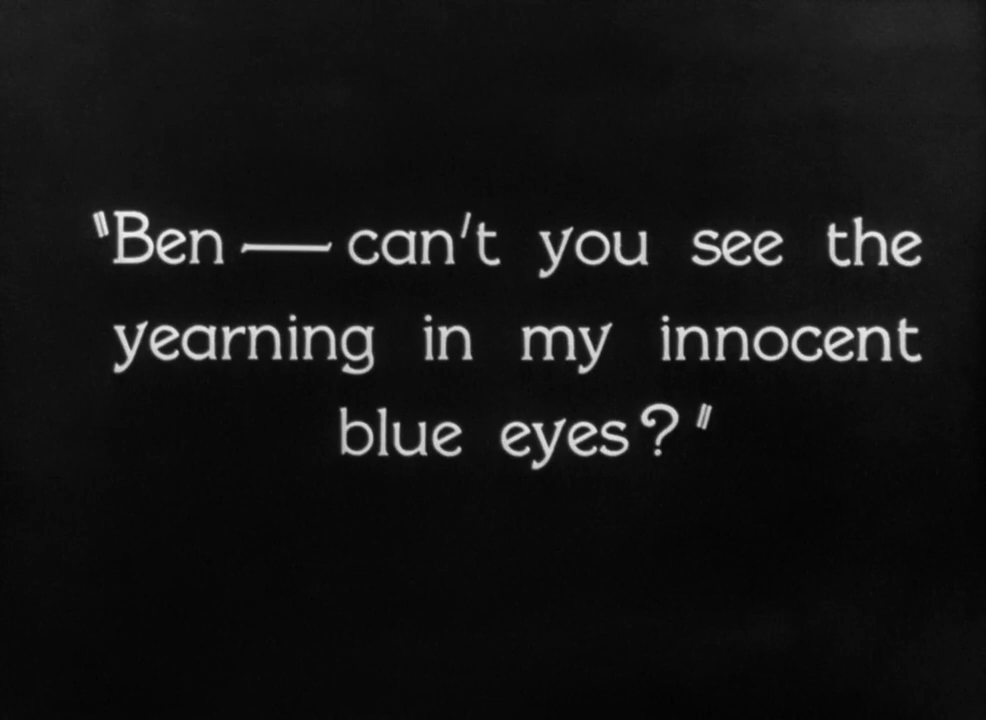 "Ben — can't you see the
yearning in my innocent
blue eyes?"